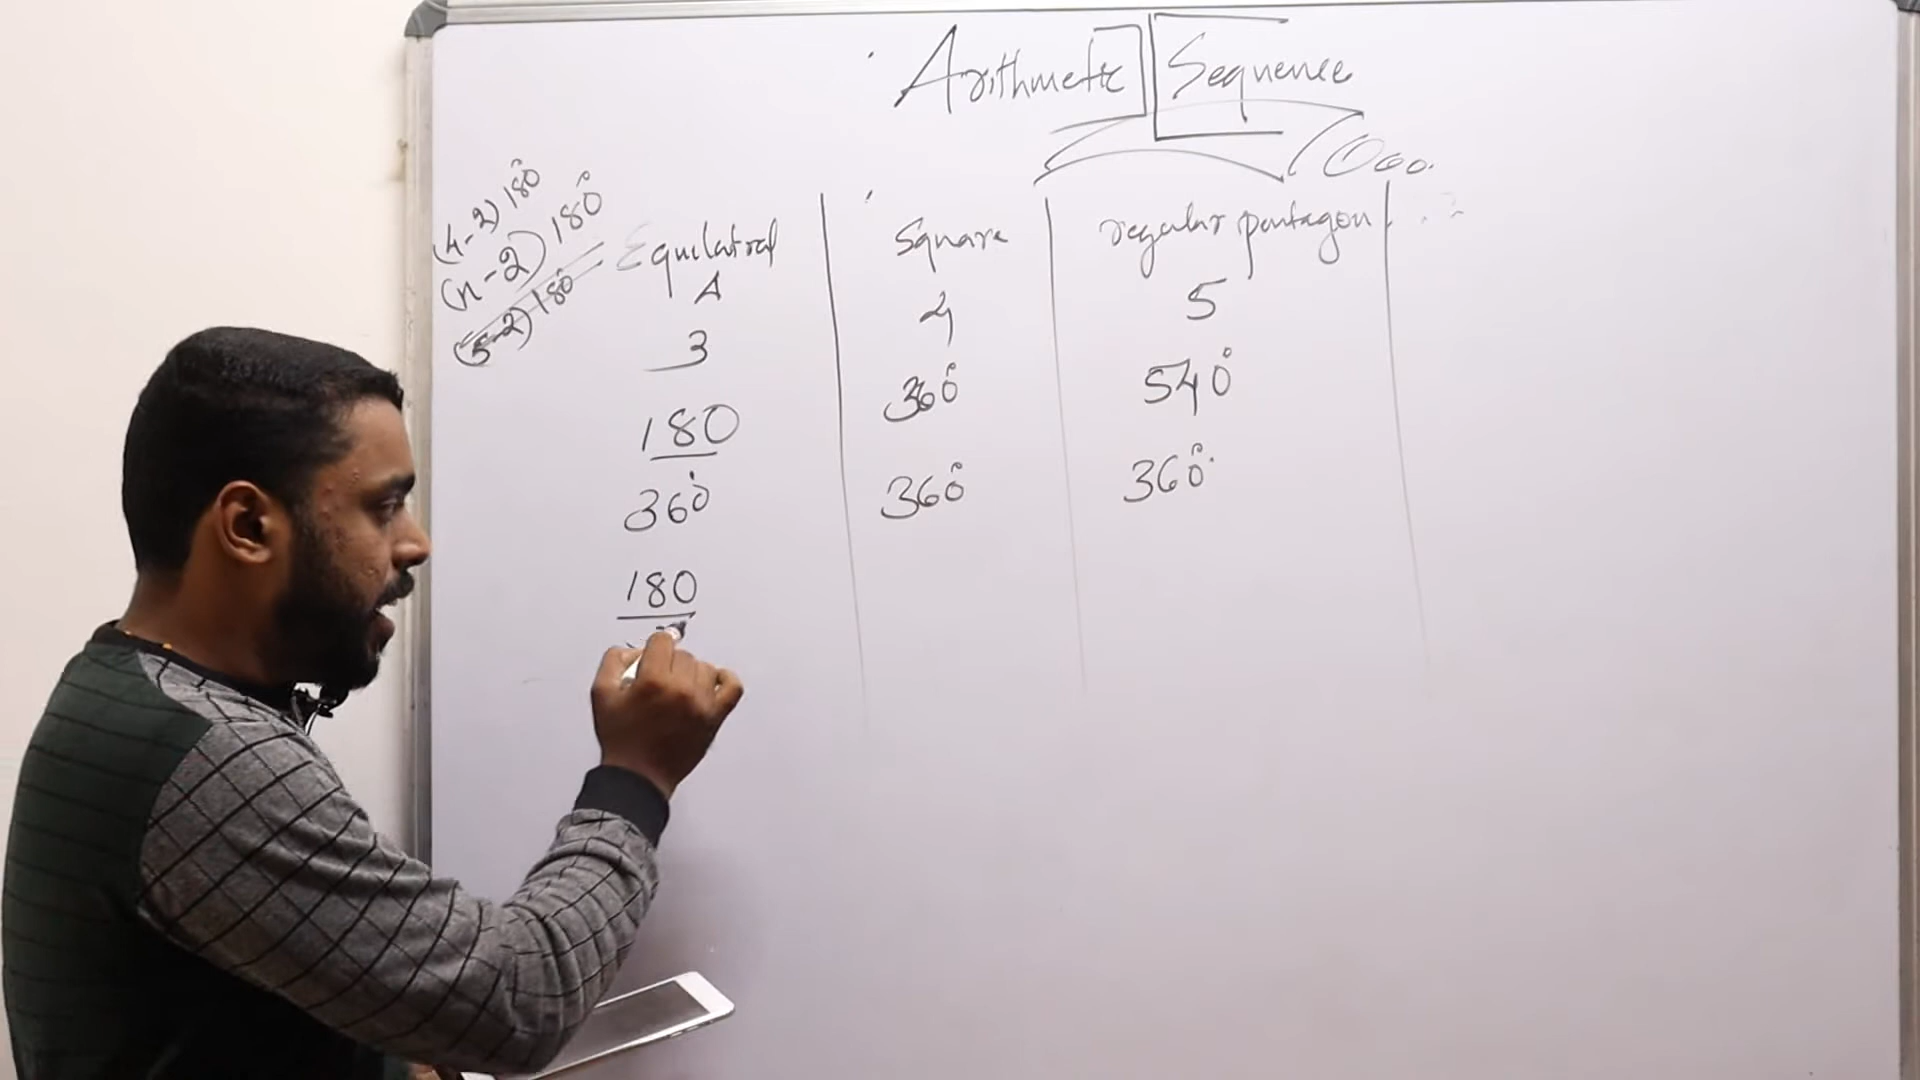 Arithmetic Sequence
(4-2) 180°
(n-2) 180°
(5-2) 180°
Equilatral
Δ
3
180
360°
180
Square
4
360°
360°
regular pentagon
5
540°
360°